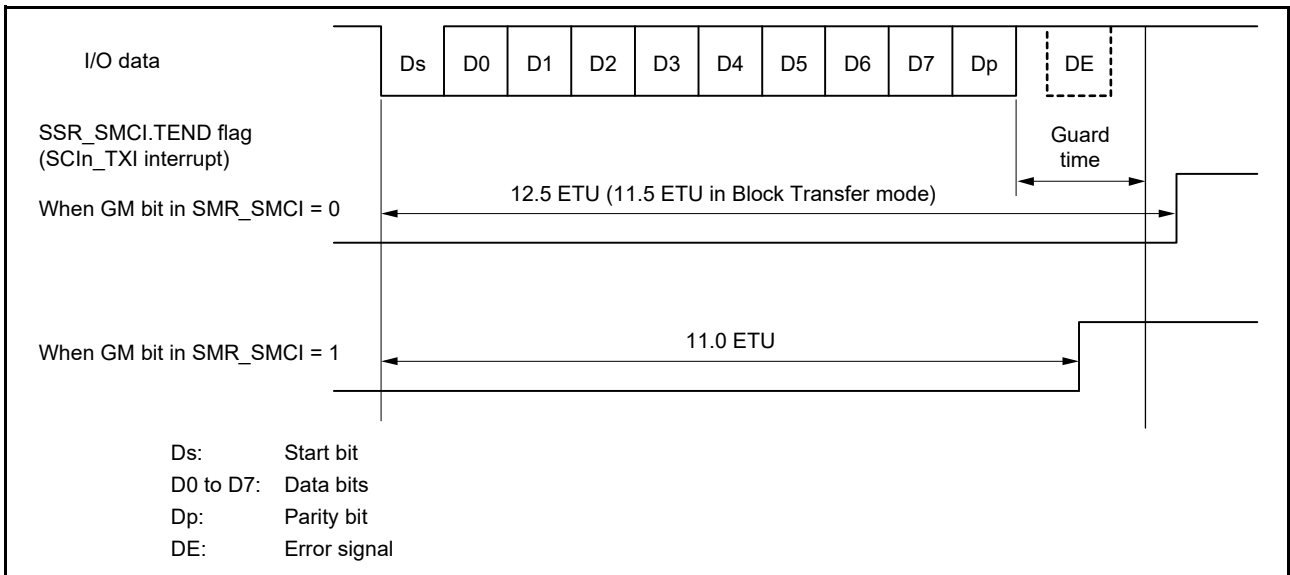 I/O data
Ds D0 D1 D2 D3 D4 D5 D6 D7 Dp DE
SSR_SMCI.TEND flag
(SCIn_TXI interrupt)
Guard
time
When GM bit in SMR_SMCI = 0
12.5 ETU (11.5 ETU in Block Transfer mode)
When GM bit in SMR_SMCI = 1
11.0 ETU
Ds: Start bit
D0 to D7: Data bits
Dp: Parity bit
DE: Error signal